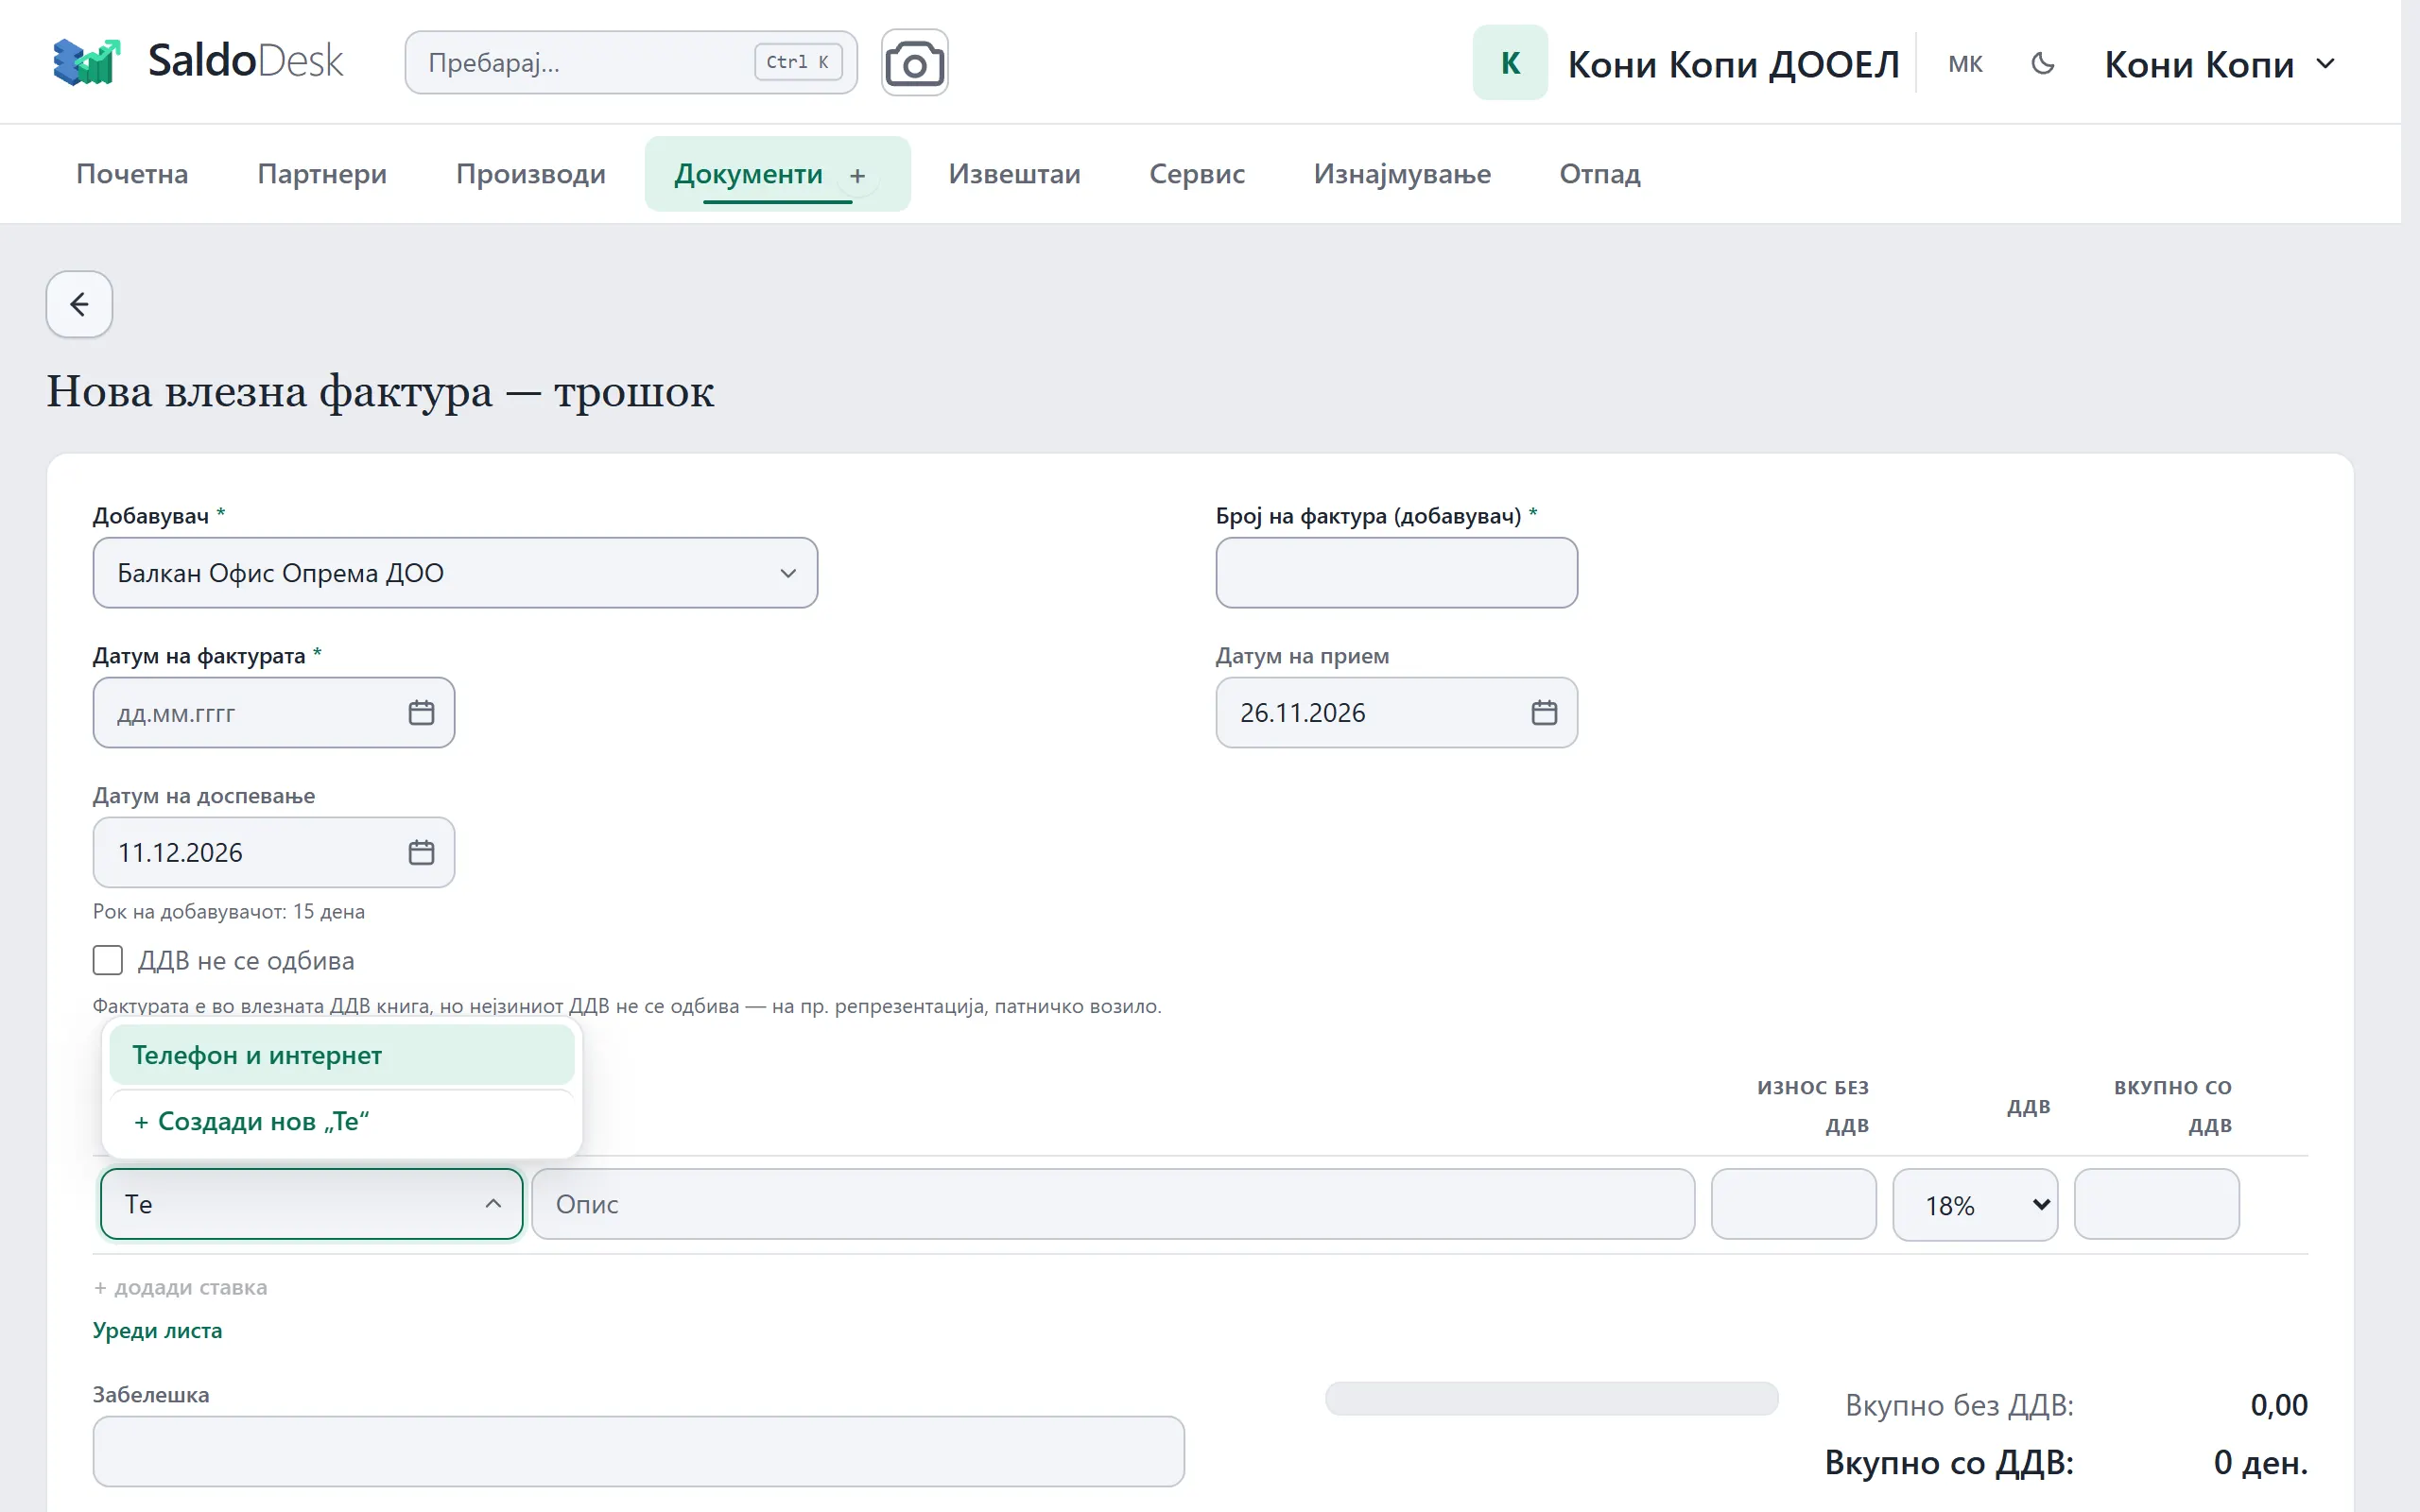 SaldoDesk
Пребарај...
Ctrl K
К
Кони Копи ДООЕЛ
МК
Кони Копи
Почетна
Партнери
Производи
Документи +
Извештаи
Сервис
Изнајмување
Отпад
Нова влезна фактура — трошок
Добавувач *
Број на фактура (добавувач) *
Балкан Офис Опрема ДОО
Датум на фактурата *
Датум на прием
дд.мм.гггг
26.11.2026
Датум на доспевање
11.12.2026
Рок на добавувачот: 15 дена
ДДВ не се одбива
Фактурата е во влезната ДДВ книга, но нејзиниот ДДВ не се одбива — на пр. репрезентација, патничко возило.
Телефон и интернет
+ Создади нов „Те“
ИЗНОС БЕЗ
ДДВ
ДДВ
ВКУПНО СО
ДДВ
Те
Опис
18%
+ додади ставка
Уреди листа
Забелешка
Вкупно без ДДВ:
0,00
Вкупно со ДДВ:
0 ден.